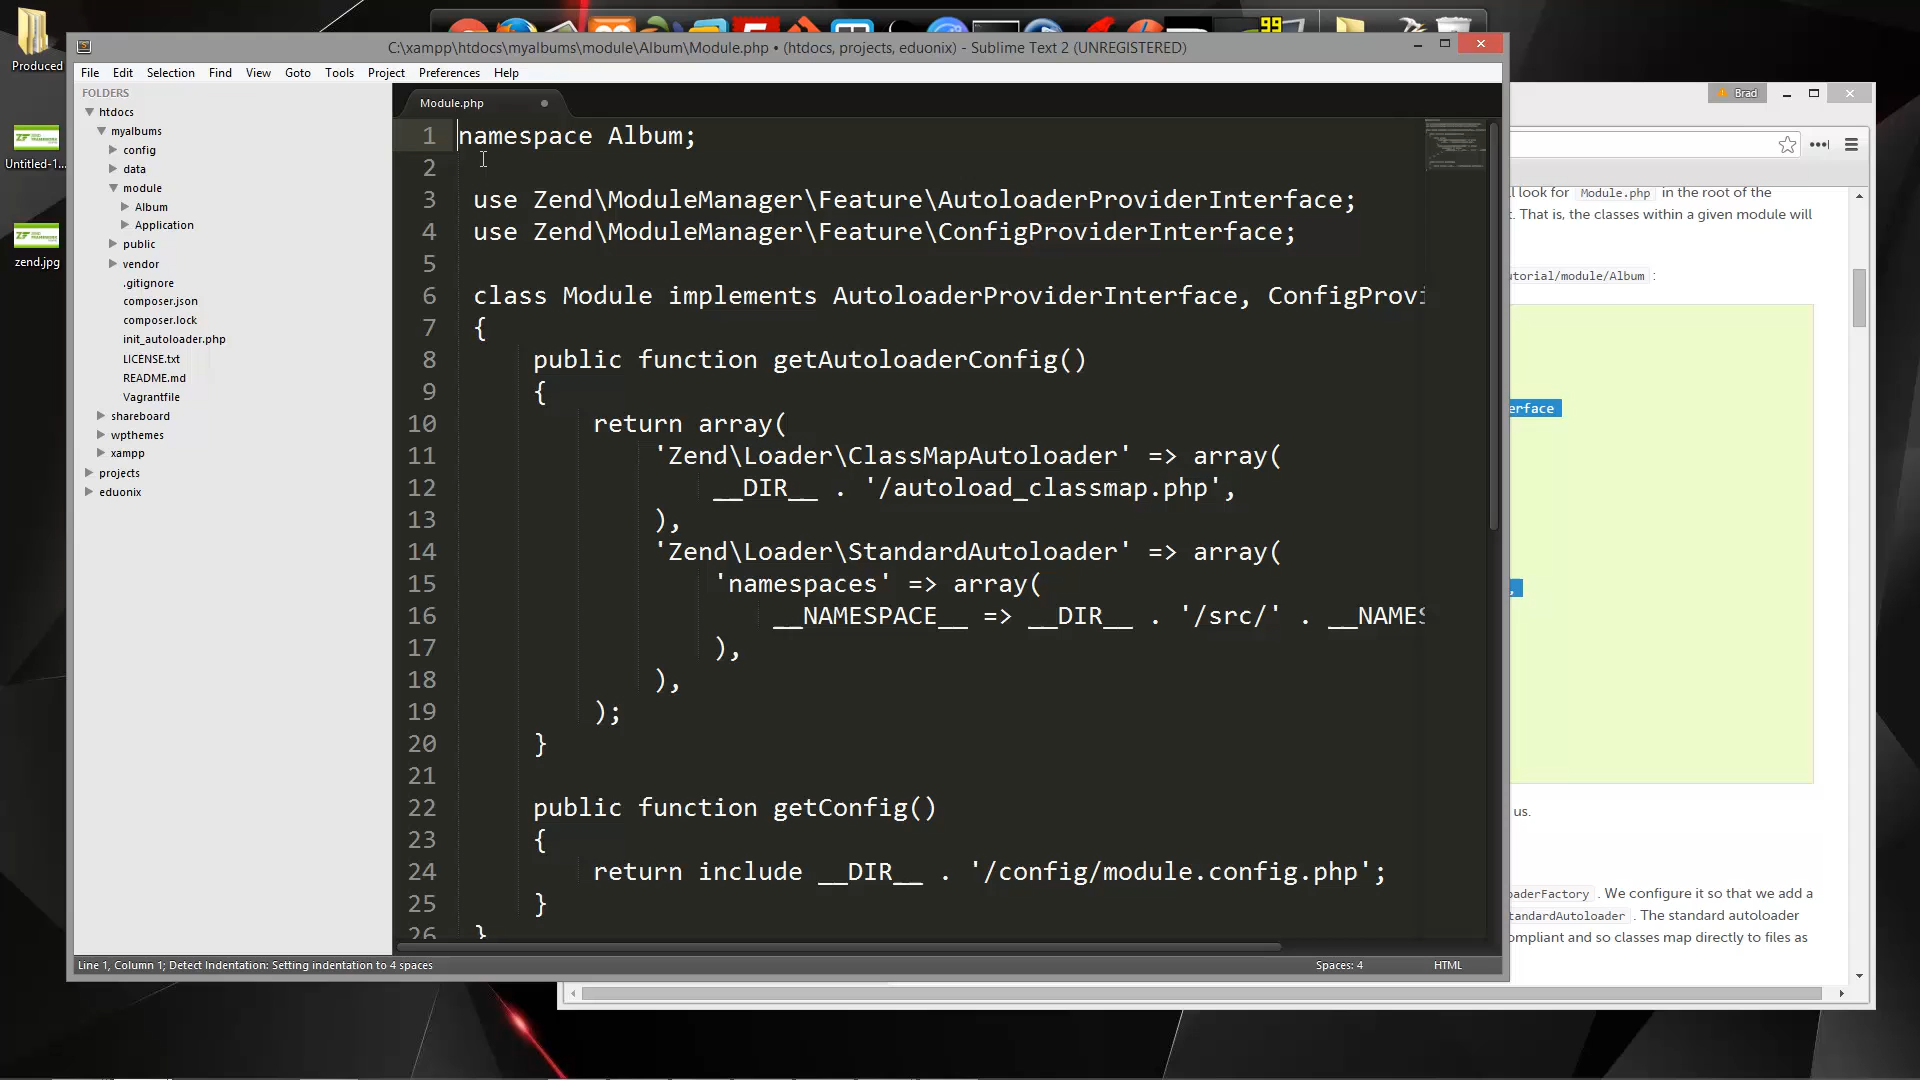 Produced
Untitled-1...
zend.jpg
99
C:\xampp\htdocs\myalbums\module\Album\Module.php • (htdocs, projects, eduonix) - Sublime Text 2 (UNREGISTERED)
File Edit Selection Find View Goto Tools Project Preferences Help
FOLDERS
htdocs
myalbums
config
data
module
Album
Application
public
vendor
.gitignore
composer.json
composer.lock
init_autoloader.php
LICENSE.txt
README.md
Vagrantfile
shareboard
wpthemes
xampp
projects
eduonix
Module.php
1 namespace Album;
2
3 use Zend\ModuleManager\Feature\AutoloaderProviderInterface;
4 use Zend\ModuleManager\Feature\ConfigProviderInterface;
5
6 class Module implements AutoloaderProviderInterface, ConfigProvi
7 {
8 public function getAutoloaderConfig()
9 {
10 return array(
11 'Zend\Loader\ClassMapAutoloader' => array(
12 __DIR__ . '/autoload_classmap.php',
13 ),
14 'Zend\Loader\StandardAutoloader' => array(
15 'namespaces' => array(
16 __NAMESPACE__ => __DIR__ . '/src/' . __NAMES
17 ),
18 ),
19 );
20 }
21
22 public function getConfig()
23 {
24 return include __DIR__ . '/config/module.config.php';
25 }
26 }
Line 1, Column 1; Detect Indentation: Setting indentation to 4 spaces
Spaces: 4
HTML
Brad
ll look for Module.php in the root of the
t. That is, the classes within a given module will
utorial/module/Album :
erface
us.
oaderFactory . We configure it so that we add a
tandardAutoloader . The standard autoloader
ompliant and so classes map directly to files as